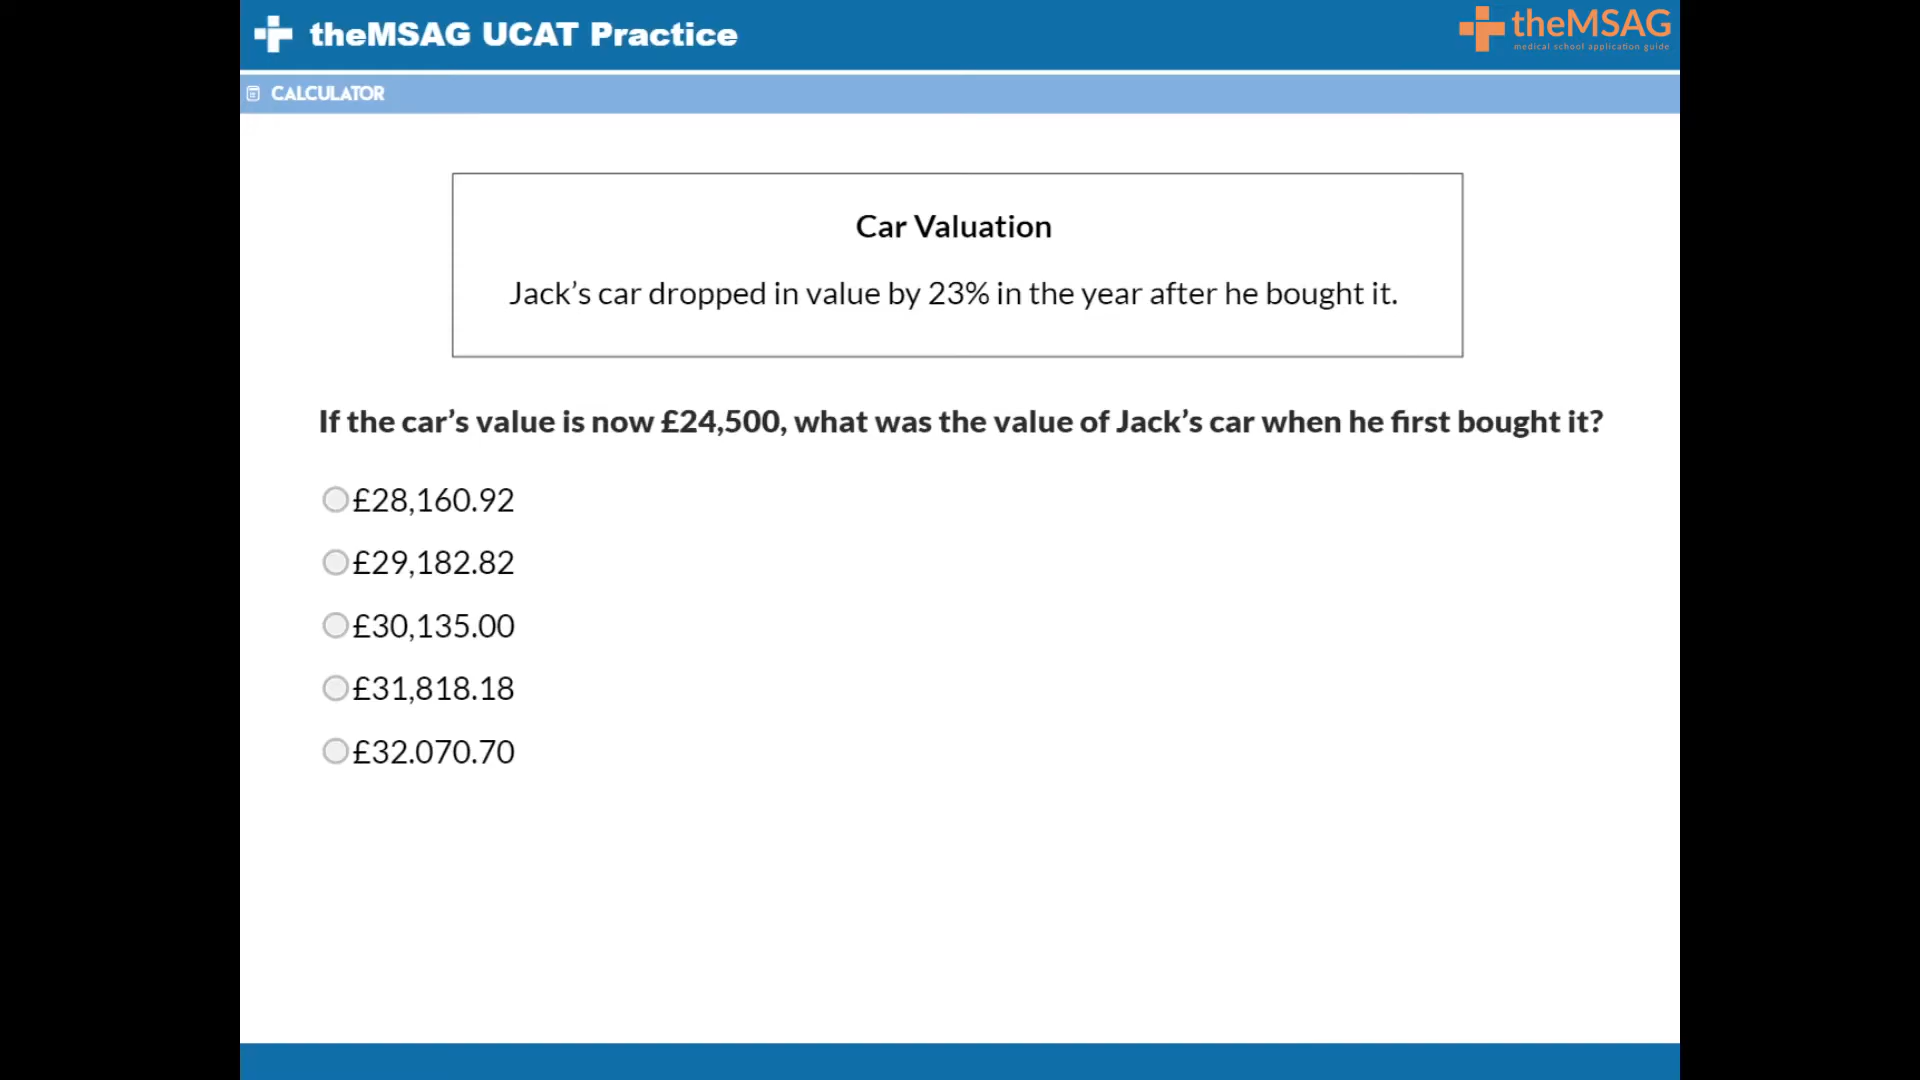 theMSAG UCAT Practice
theMSAG
medical school application guide
CALCULATOR
Car Valuation
Jack’s car dropped in value by 23% in the year after he bought it.
If the car’s value is now £24,500, what was the value of Jack’s car when he first bought it?
£28,160.92
£29,182.82
£30,135.00
£31,818.18
£32.070.70